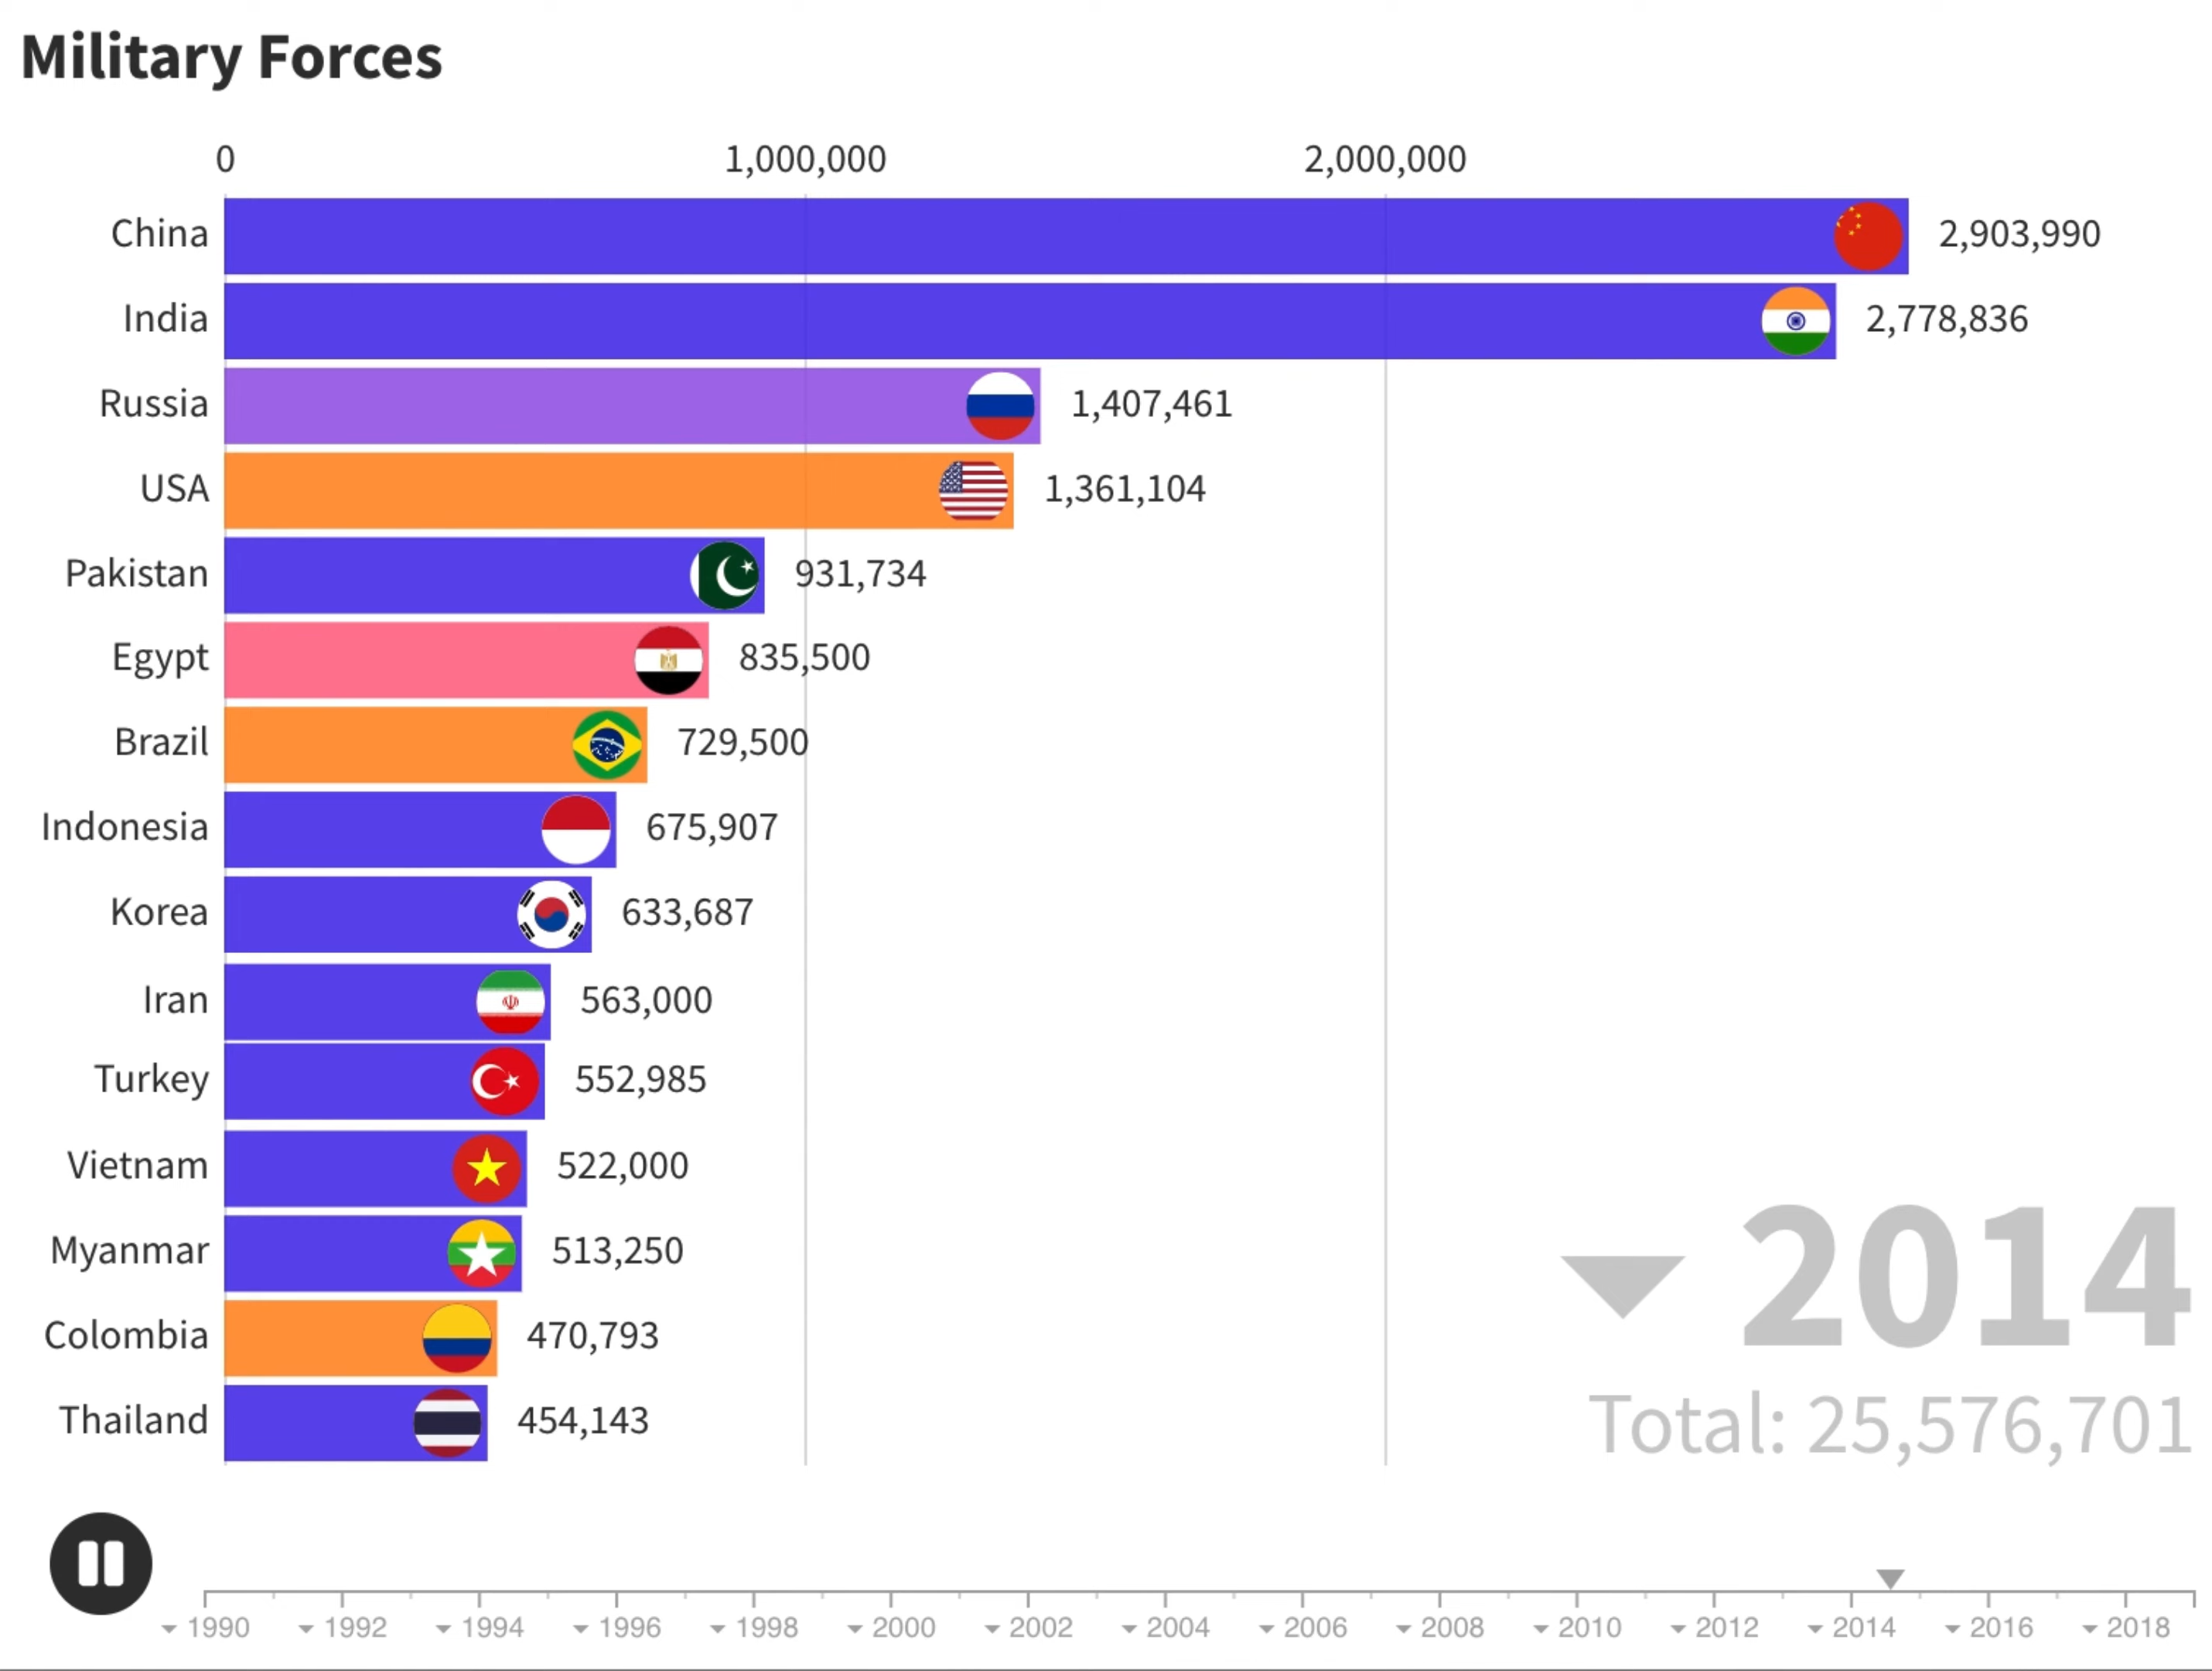 Military Forces
0 1,000,000 2,000,000
China 2,903,990
India 2,778,836
Russia 1,407,461
USA 1,361,104
Pakistan 931,734
Egypt 835,500
Brazil 729,500
Indonesia 675,907
Korea 633,687
Iran 563,000
Turkey 552,985
Vietnam 522,000
Myanmar 513,250
Colombia 470,793
Thailand 454,143
2014
Total: 25,576,701
1990 1992 1994 1996 1998 2000 2002 2004 2006 2008 2010 2012 2014 2016 2018